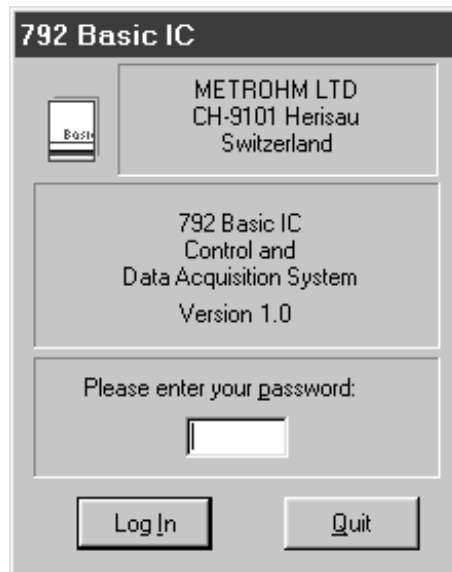 792 Basic IC
METROHM LTD
CH-9101 Herisau
Switzerland
Basic
792 Basic IC
Control and
Data Acquisition System
Version 1.0
Please enter your password:
Log In
Quit